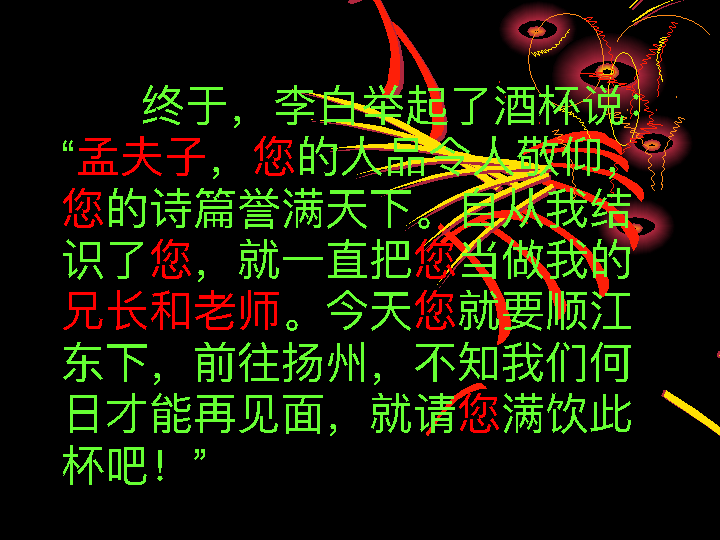 终于，李白举起了酒杯说：
“孟夫子，您的人品令人敬仰，
您的诗篇誉满天下。自从我结
识了您，就一直把您当做我的
兄长和老师。今天您就要顺江
东下，前往扬州，不知我们何
日才能再见面，就请您满饮此
杯吧！”